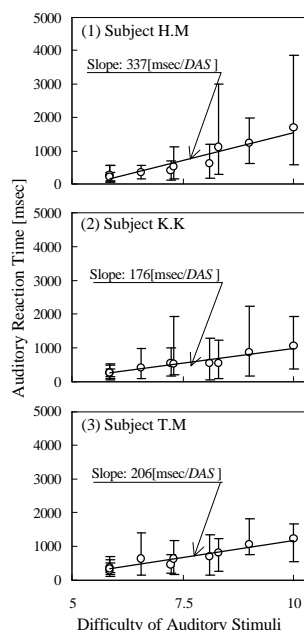 5000
(1) Subject H.M
4000
Slope: 337[msec/DAS ]
3000
2000
1000
0
5000
(2) Subject K.K
4000
Slope: 176[msec/DAS ]
3000
2000
1000
0
5000
(3) Subject T.M
4000
Slope: 206[msec/DAS ]
3000
2000
1000
0
5 7.5 10
Auditory Reaction Time [msec]
Difficulty of Auditory Stimuli